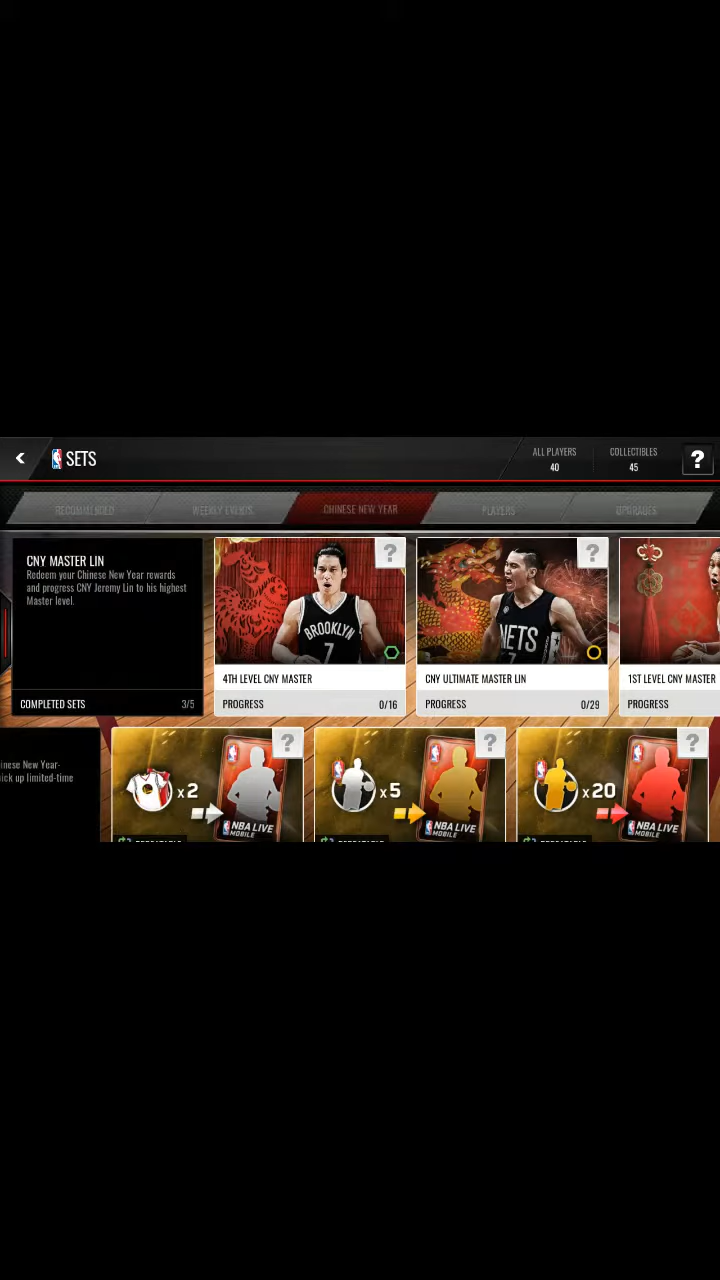 SETS
ALL PLAYERS
40
COLLECTIBLES
45
?
RECOMMENDED
WEEKLY EVENTS
CHINESE NEW YEAR
PLAYERS
UPGRADES
CNY MASTER LIN
Redeem your Chinese New Year rewards
and progress CNY Jeremy Lin to his highest
Master level.
COMPLETED SETS 3/5
?
BROOKLYN
7
4TH LEVEL CNY MASTER
PROGRESS 0/16
?
NETS
7
CNY ULTIMATE MASTER LIN
PROGRESS 0/29
1ST LEVEL CNY MASTER
PROGRESS
inese New Year-
ick up limited-time
?
x2
NBA LIVE
MOBILE
?
x5
NBA LIVE
MOBILE
?
x20
NBA LIVE
MOBILE